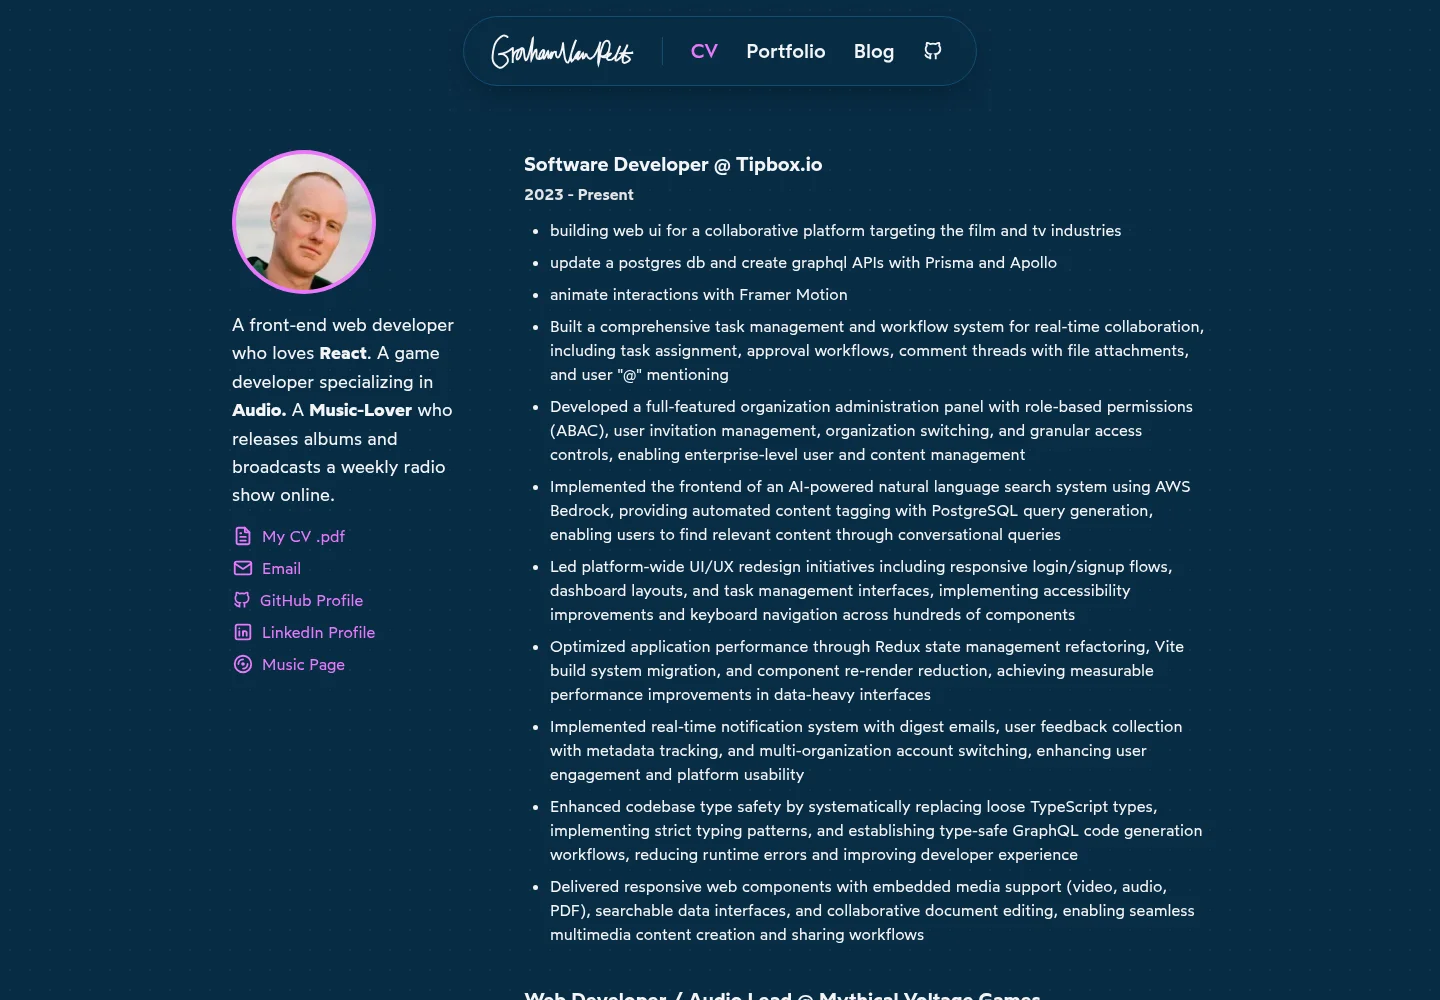 Graham Van Pelt
CV
Portfolio
Blog
A front-end web developer
who loves React. A game
developer specializing in
Audio. A Music-Lover who
releases albums and
broadcasts a weekly radio
show online.
My CV .pdf
Email
GitHub Profile
LinkedIn Profile
Music Page
Software Developer @ Tipbox.io
2023 - Present
• building web ui for a collaborative platform targeting the film and tv industries
• update a postgres db and create graphql APIs with Prisma and Apollo
• animate interactions with Framer Motion
• Built a comprehensive task management and workflow system for real-time collaboration,
including task assignment, approval workflows, comment threads with file attachments,
and user "@" mentioning
• Developed a full-featured organization administration panel with role-based permissions
(ABAC), user invitation management, organization switching, and granular access
controls, enabling enterprise-level user and content management
• Implemented the frontend of an AI-powered natural language search system using AWS
Bedrock, providing automated content tagging with PostgreSQL query generation,
enabling users to find relevant content through conversational queries
• Led platform-wide UI/UX redesign initiatives including responsive login/signup flows,
dashboard layouts, and task management interfaces, implementing accessibility
improvements and keyboard navigation across hundreds of components
• Optimized application performance through Redux state management refactoring, Vite
build system migration, and component re-render reduction, achieving measurable
performance improvements in data-heavy interfaces
• Implemented real-time notification system with digest emails, user feedback collection
with metadata tracking, and multi-organization account switching, enhancing user
engagement and platform usability
• Enhanced codebase type safety by systematically replacing loose TypeScript types,
implementing strict typing patterns, and establishing type-safe GraphQL code generation
workflows, reducing runtime errors and improving developer experience
• Delivered responsive web components with embedded media support (video, audio,
PDF), searchable data interfaces, and collaborative document editing, enabling seamless
multimedia content creation and sharing workflows
Web Developer / Audio Lead @ Mythical Voltage Games